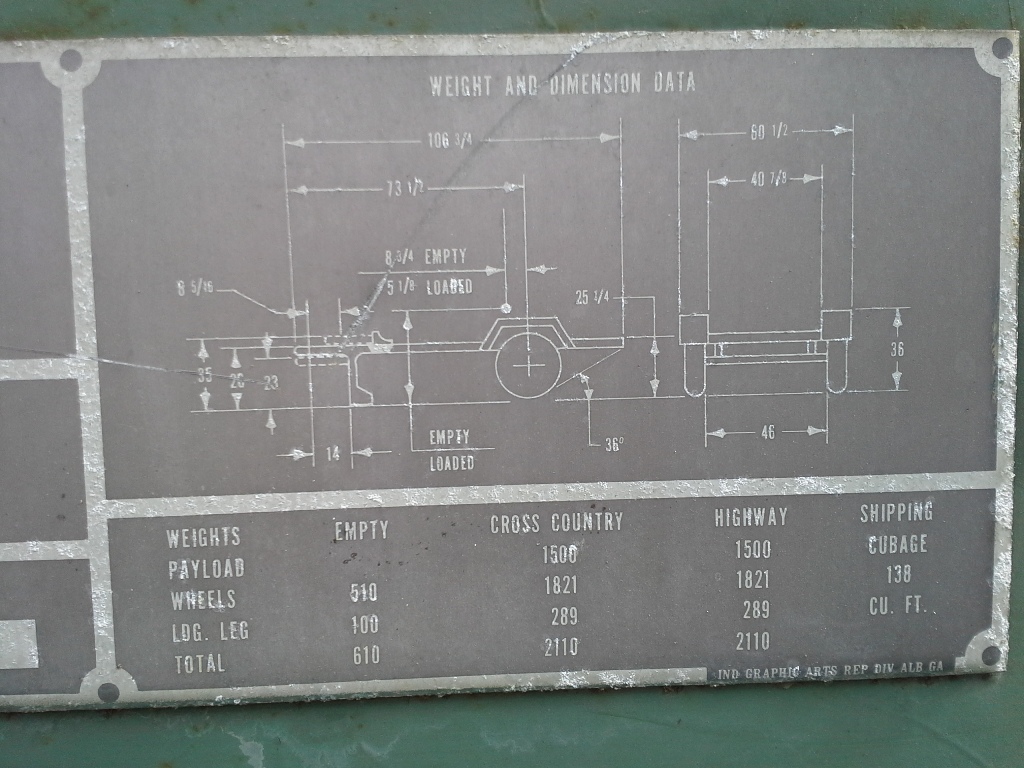 WEIGHT AND DIMENSION DATA
106 3/4
60 1/2
73 1/2
40 7/8
8 3/4 EMPTY
5 1/8 LOADED
8 5/16
25 1/4
35
26
23
36
14
EMPTY
LOADED
36°
46
WEIGHTS EMPTY CROSS COUNTRY HIGHWAY SHIPPING
PAYLOAD 1500 1500 CUBAGE
WHEELS 510 1821 1821 138
LDG. LEG 100 289 289 CU. FT.
TOTAL 610 2110 2110
IND GRAPHIC ARTS REP DIV ALB GA